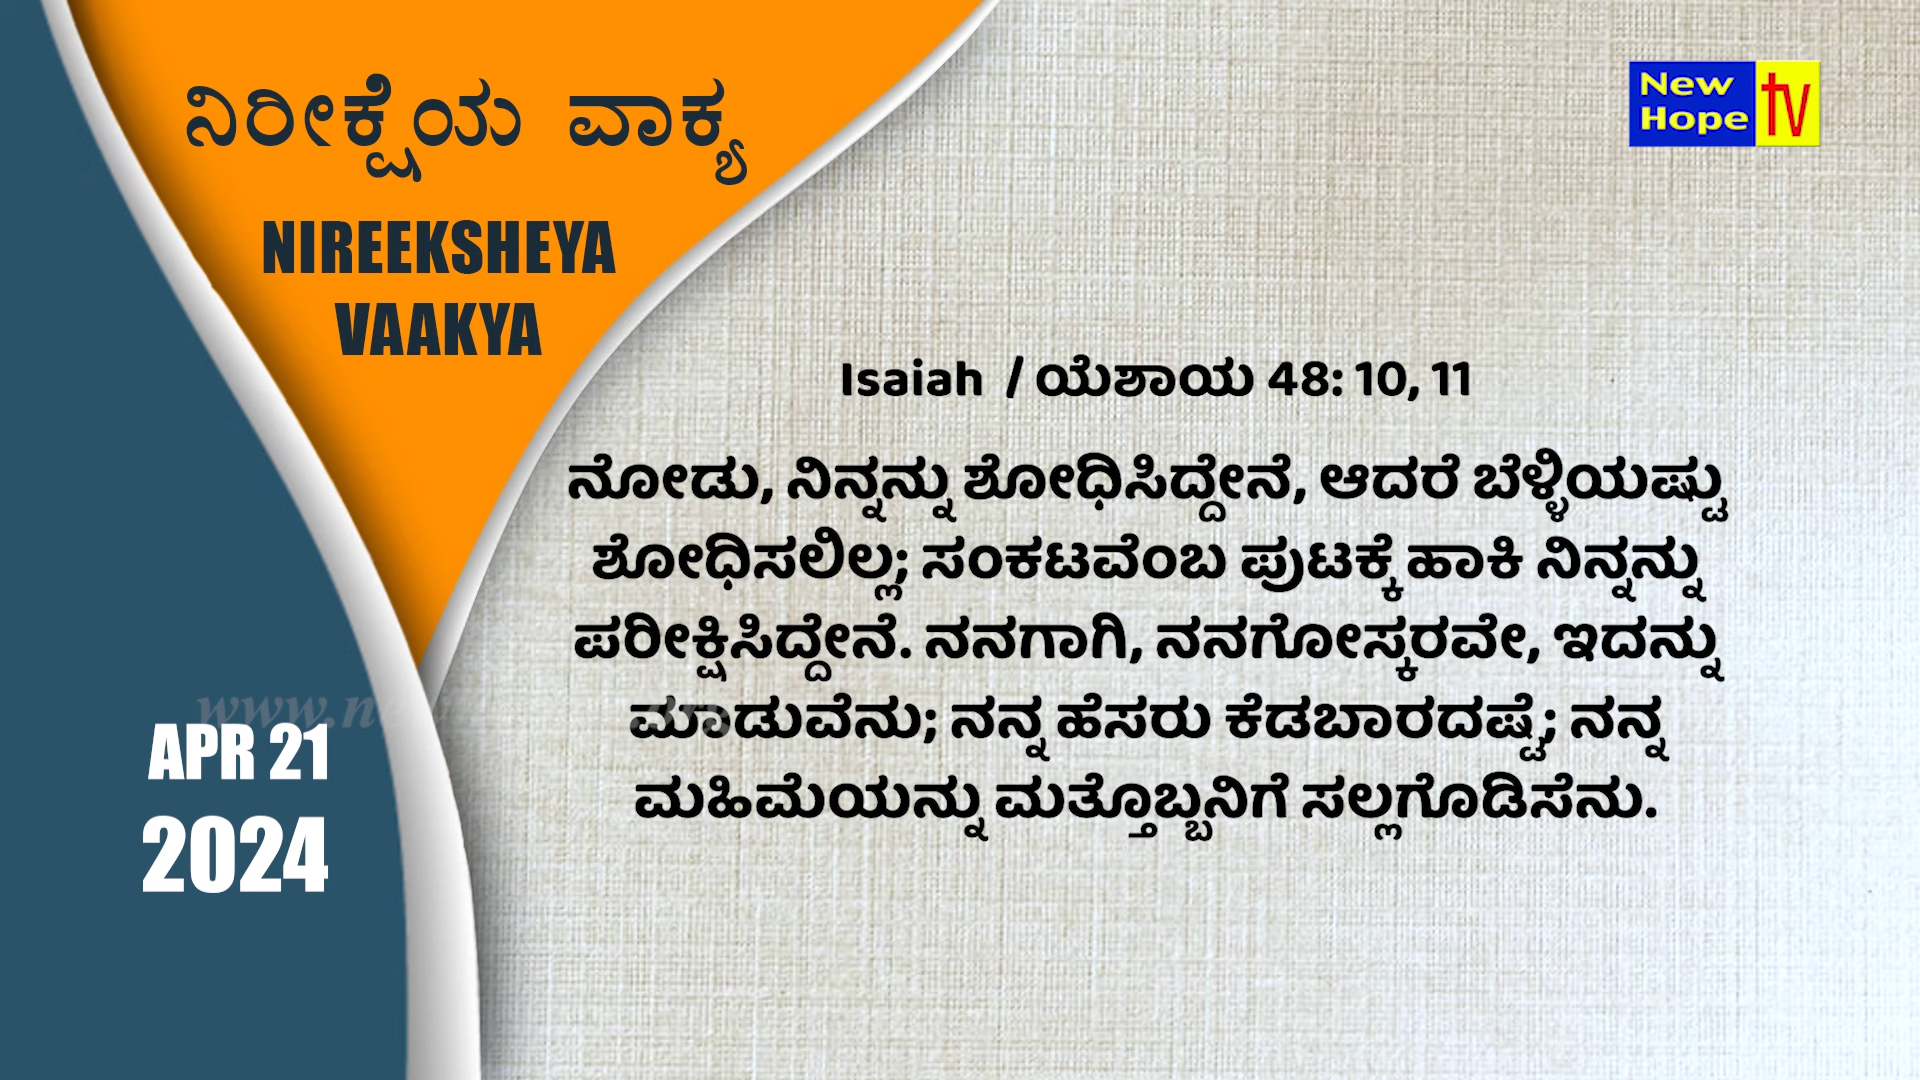 ನಿರೀಕ್ಷೆಯ ವಾಕ್ಯ
NIREEKSHEYA
VAAKYA
New
Hope
tv
Isaiah / ಯೆಶಾಯ 48: 10, 11
ನೋಡು, ನಿನ್ನನ್ನು ಶೋಧಿಸಿದ್ದೇನೆ, ಆದರೆ ಬೆಳ್ಳಿಯಷ್ಟು
ಶೋಧಿಸಲಿಲ್ಲ; ಸಂಕಟವೆಂಬ ಪುಟಕ್ಕೆ ಹಾಕಿ ನಿನ್ನನ್ನು
ಪರೀಕ್ಷಿಸಿದ್ದೇನೆ. ನನಗಾಗಿ, ನನಗೋಸ್ಕರವೇ, ಇದನ್ನು
ಮಾಡುವೆನು; ನನ್ನ ಹೆಸರು ಕೆಡಬಾರದಷ್ಟೆ; ನನ್ನ
ಮಹಿಮೆಯನ್ನು ಮತ್ತೊಬ್ಬನಿಗೆ ಸಲ್ಲಗೊಡಿಸೆನು.
APR 21
2024